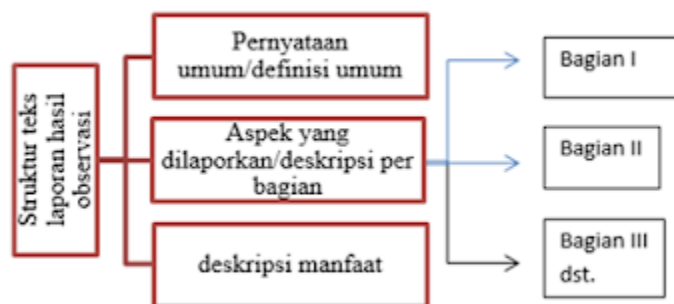 Struktur teks
laporan hasil
observasi
Pernyataan
umum/definisi umum
Aspek yang
dilaporkan/deskripsi per
bagian
deskripsi manfaat
Bagian I
Bagian II
Bagian III
dst.